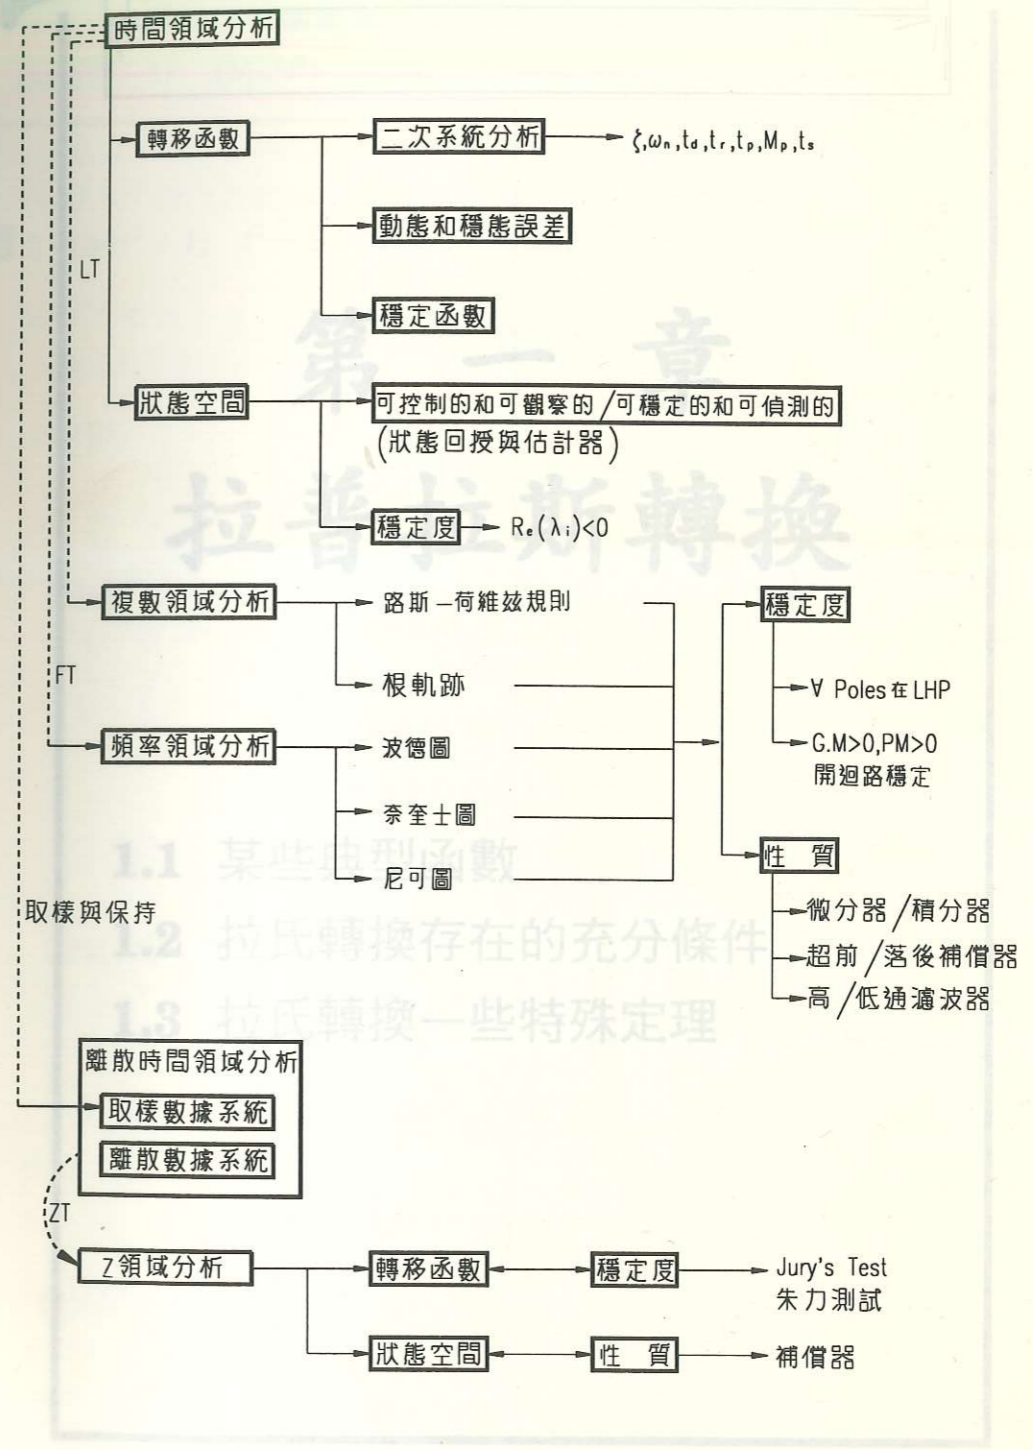 時間領域分析
轉移函數
二次系統分析
ζ,ωn,td,tr,tp,Mp,ts
動態和穩態誤差
LT
穩定函數
狀態空間
可控制的和可觀察的/可穩定的和可偵測的
(狀態回授與估計器)
穩定度
Re(λi)<0
複數領域分析
路斯–荷維玆規則
穩定度
FT
根軌跡
∀ Poles在LHP
頻率領域分析
波德圖
G.M>0,PM>0
開迴路穩定
奈奎士圖
性 質
尼可圖
取樣與保持
微分器/積分器
超前/落後補償器
高/低通濾波器
離散時間領域分析
取樣數據系統
離散數據系統
ZT
Z領域分析
轉移函數
穩定度
Jury's Test
朱力測試
狀態空間
性 質
補償器
第一章
拉普拉斯轉換
1.1 某些典型函數
1.2 拉氏轉換存在的充分條件
1.3 拉氏轉換一些特殊定理